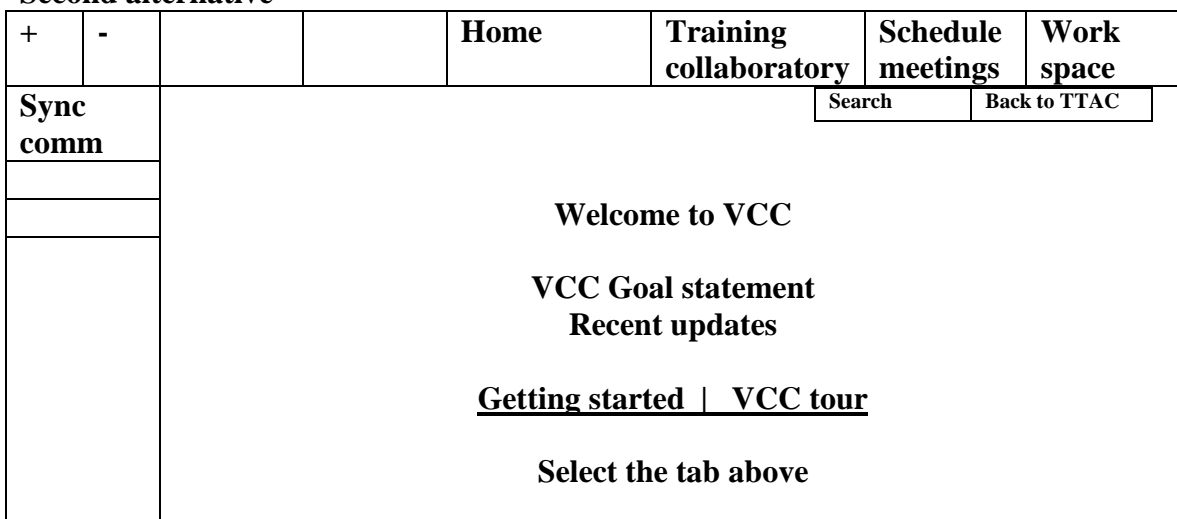 Second alternative
+ - Home Training collaboratory Schedule meetings Work space
Sync comm
Search Back to TTAC
Welcome to VCC
VCC Goal statement
Recent updates
Getting started | VCC tour
Select the tab above